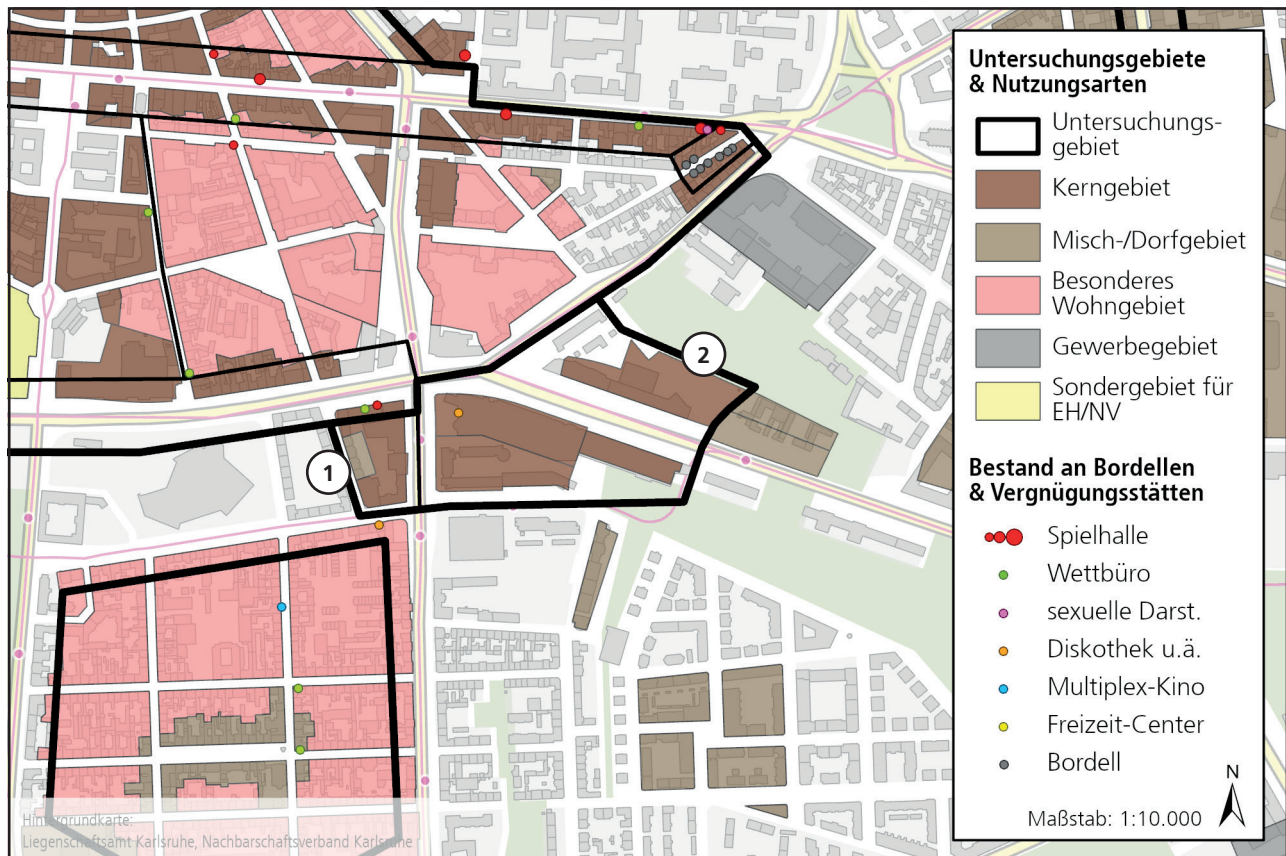 Untersuchungsgebiete
& Nutzungsarten
Untersuchungs-
gebiet
Kerngebiet
Misch-/Dorfgebiet
Besonderes
Wohngebiet
Gewerbegebiet
Sondergebiet für
EH/NV
Bestand an Bordellen
& Vergnügungsstätten
Spielhalle
Wettbüro
sexuelle Darst.
Diskothek u.ä.
Multiplex-Kino
Freizeit-Center
Bordell
N
Maßstab: 1:10.000
2
1
Hintergrundkarte:
Liegenschaftsamt Karlsruhe, Nachbarschaftsverband Karlsruhe